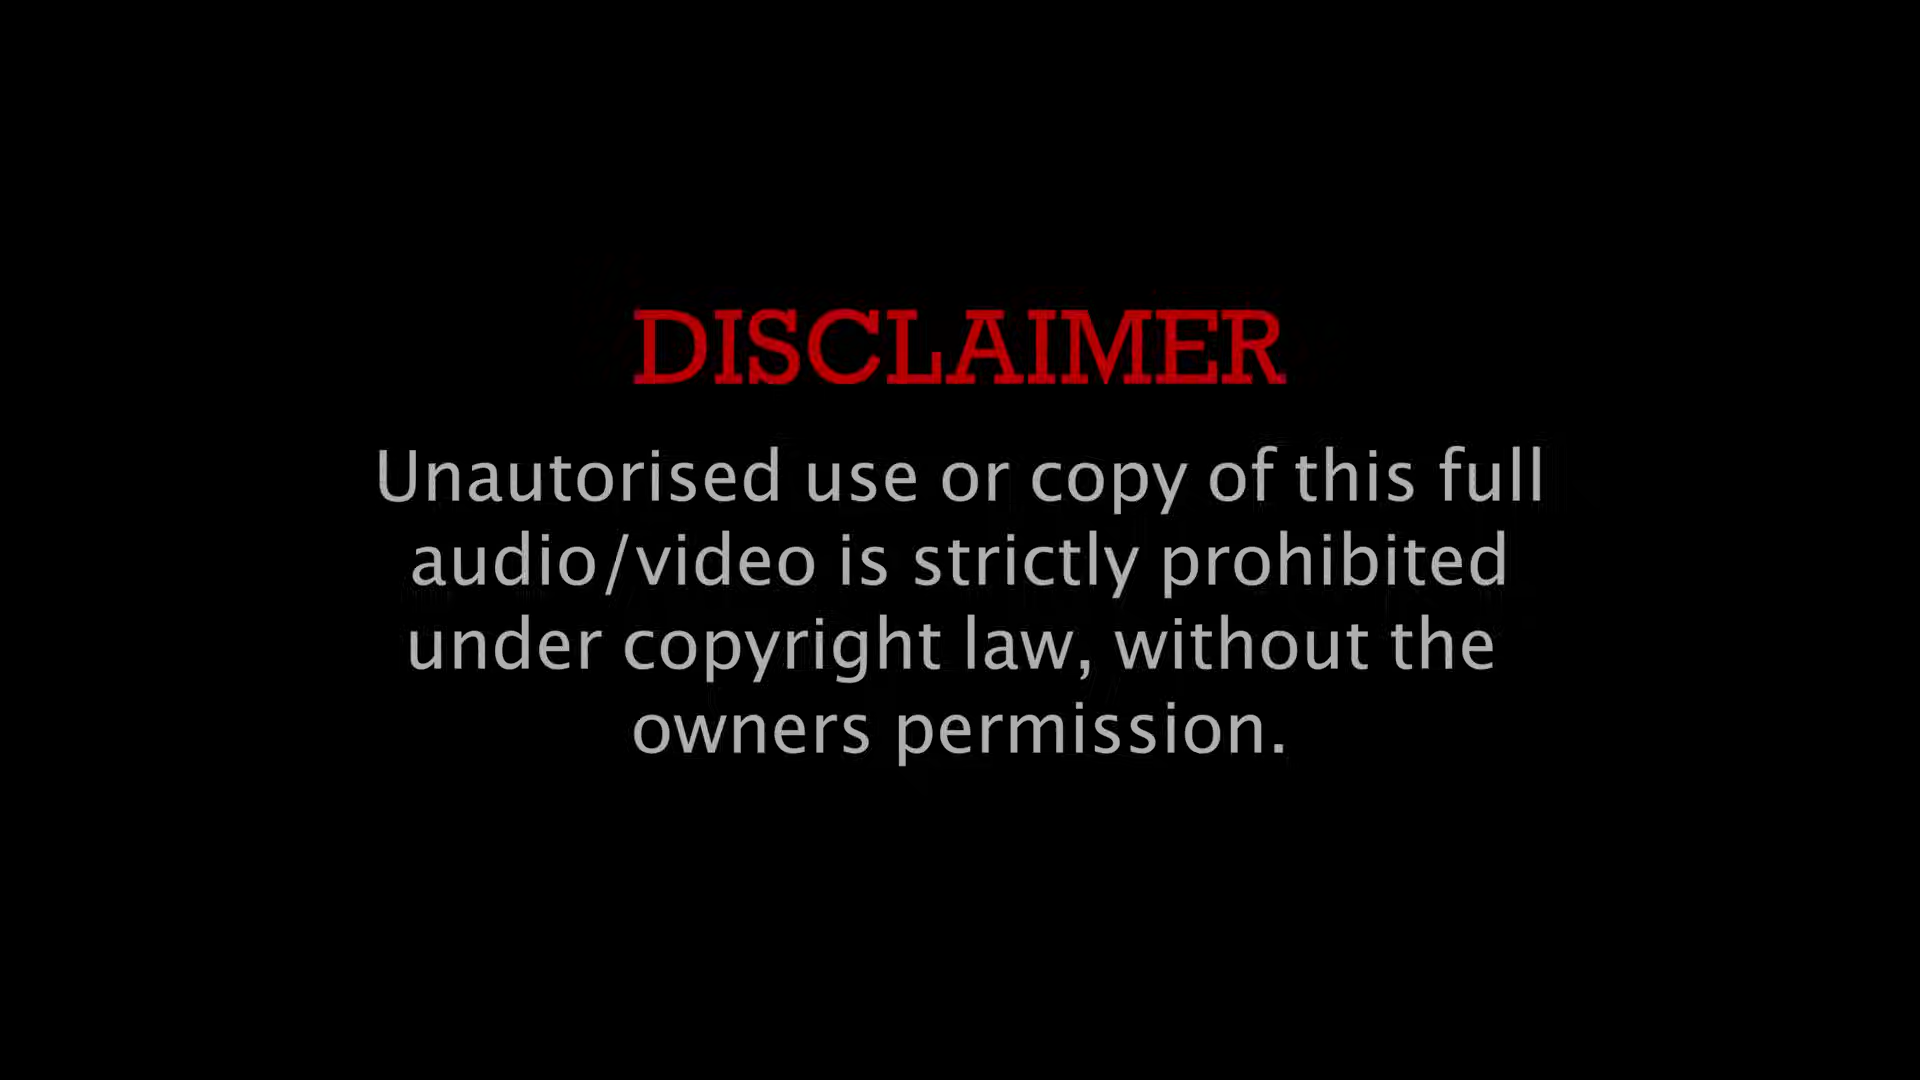 DISCLAIMER
Unautorised use or copy of this full
audio/video is strictly prohibited
under copyright law, without the
owners permission.